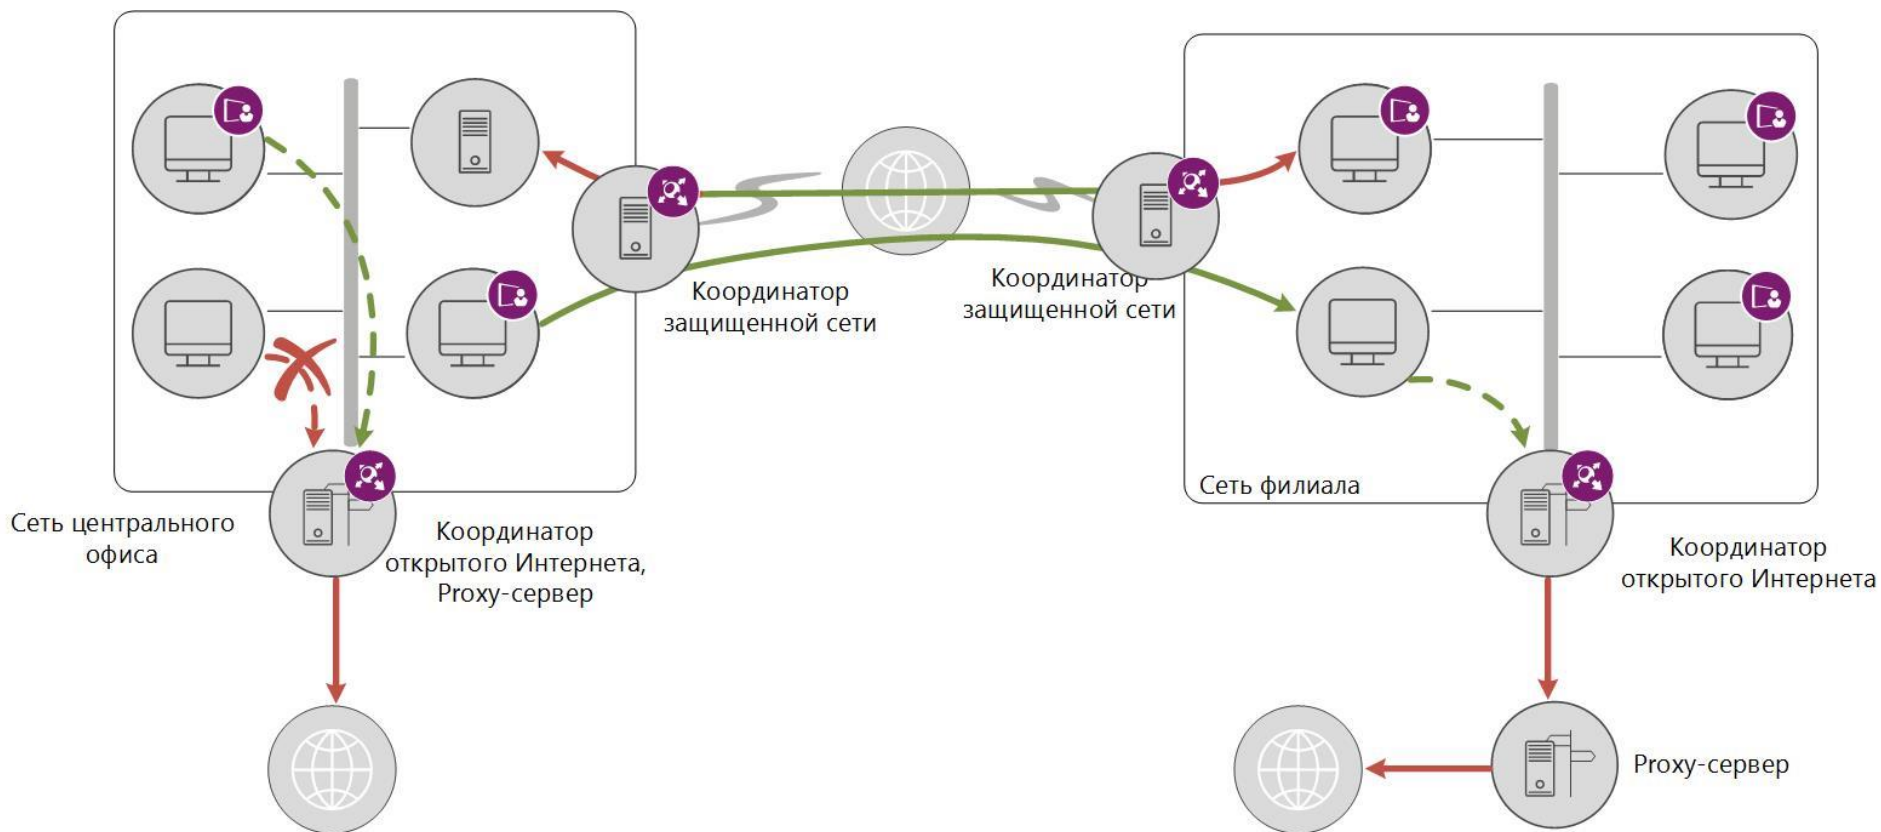 Координатор
защищенной сети
Координатор
защищенной сети
Сеть филиала
Сеть центрального
офиса
Координатор
открытого Интернета,
Proxy-сервер
Координатор
открытого Интернета
Proxy-сервер